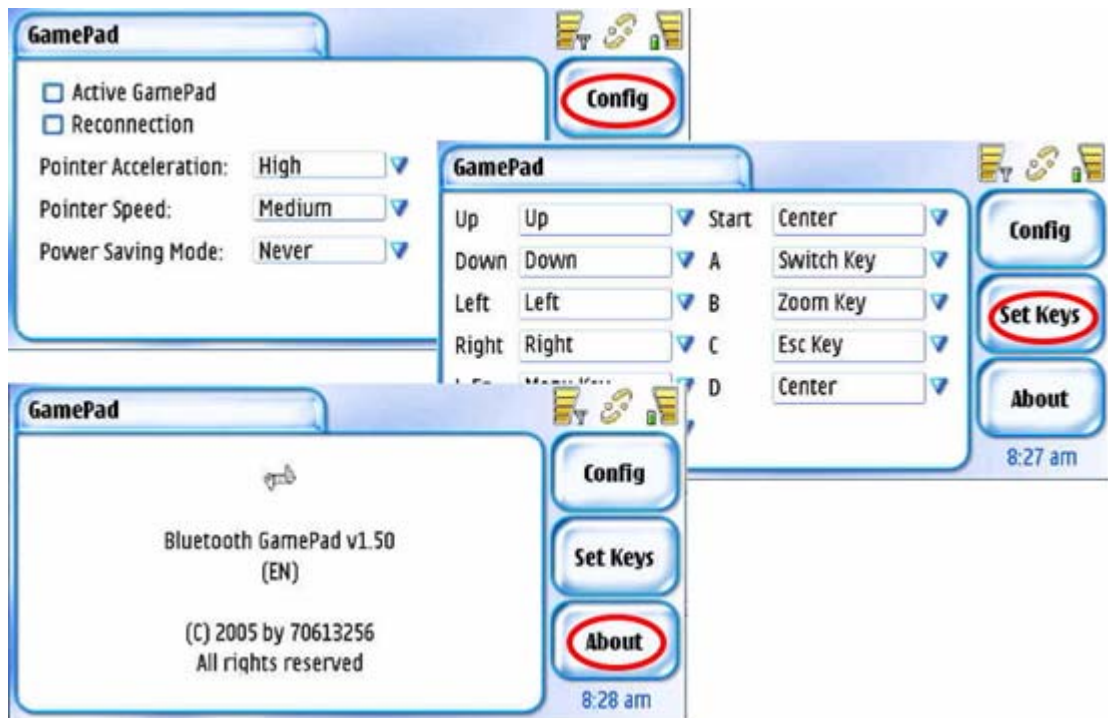 GamePad
Active GamePad
Reconnection
Pointer Acceleration: High
Pointer Speed: Medium
Power Saving Mode: Never
Config
GamePad
Up Up Start Center
Down Down A Switch Key
Left Left B Zoom Key
Right Right C Esc Key
D Center
Config
Set Keys
About
8:27 am
GamePad
Bluetooth GamePad v1.50
(EN)
(C) 2005 by 70613256
All rights reserved
Config
Set Keys
About
8:28 am